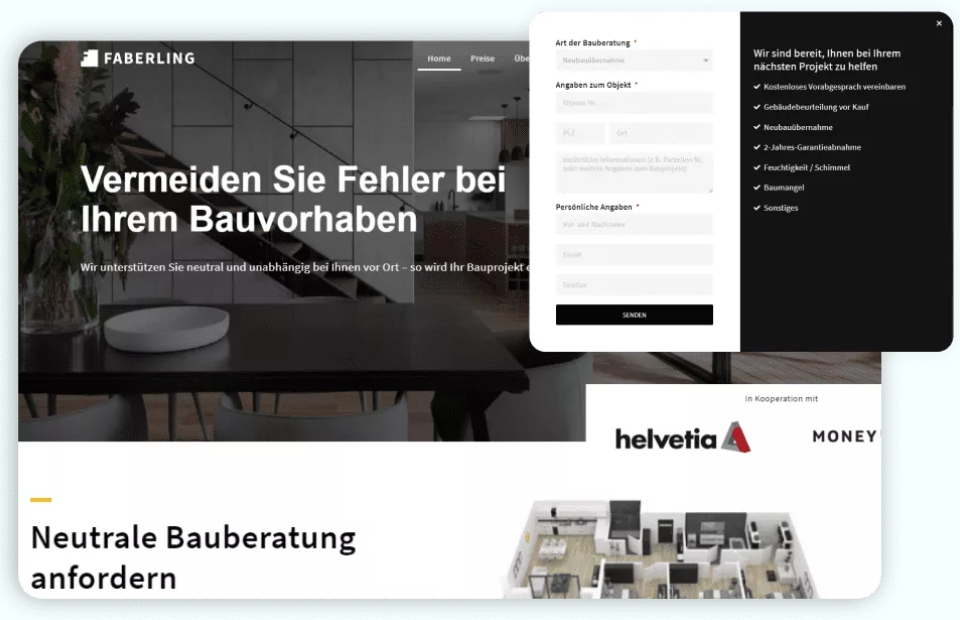 FABERLING
Home Preise Übe
Vermeiden Sie Fehler bei
Ihrem Bauvorhaben
Wir unterstützen Sie neutral und unabhängig bei Ihnen vor Ort – so wird Ihr Bauprojekt e
Art der Bauberatung *
Neubauübernahme
Angaben zum Objekt *
PLZ
Ort
zusätzliche Informationen (z.B. Parzellen Nr.
oder weitere Angaben zum Bauprojekt)
Persönliche Angaben *
Vor- und Nachname
Email
Telefon
SENDEN
×
Wir sind bereit, Ihnen bei Ihrem
nächsten Projekt zu helfen
Kostenloses Vorabgesprach vereinbaren
Gebäudebeurteilung vor Kauf
Neubauübernahme
2-Jahres-Garantieabnahme
Feuchtigkeit / Schimmel
Baumangel
Sonstiges
In Kooperation mit
helvetia
MONEY
Neutrale Bauberatung
anfordern